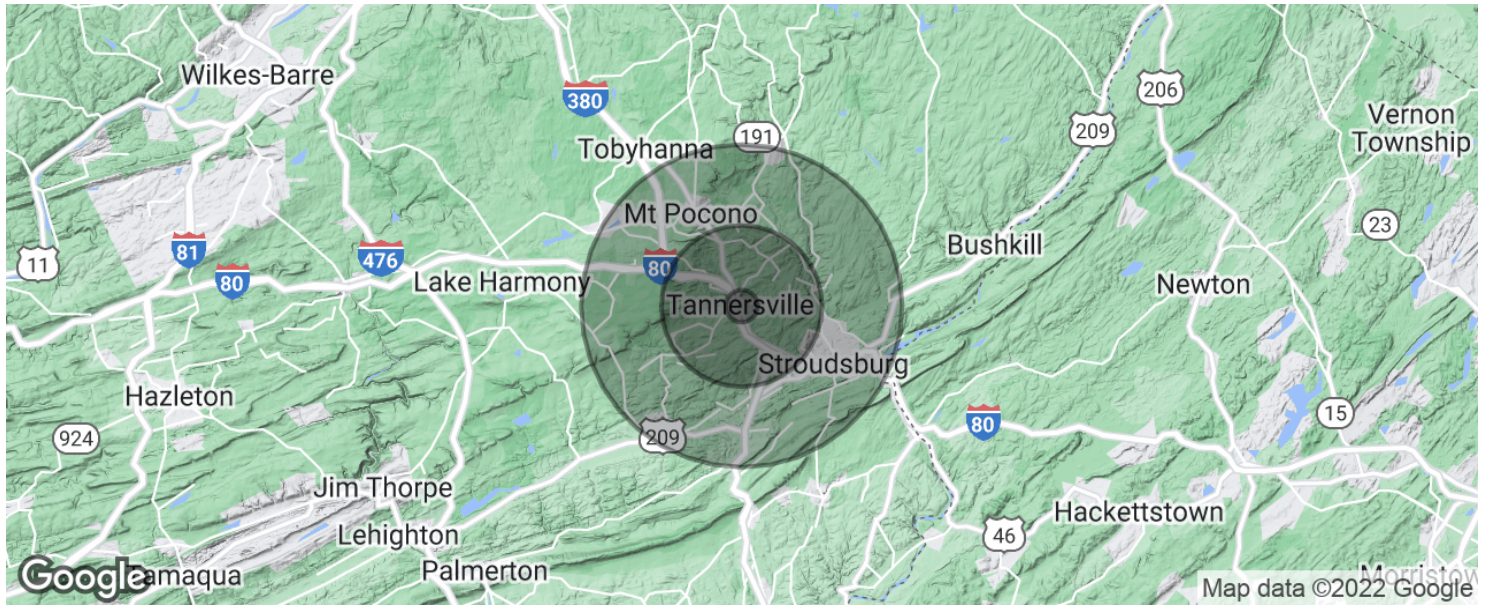 Wilkes-Barre
380
206
209
Vernon
Township
191
Tobyhanna
Mt Pocono
23
Bushkill
81
11
476
80
80
Lake Harmony
Newton
Tannersville
Stroudsburg
Hazleton
15
80
924
209
Jim Thorpe
Hackettstown
Lehighton
46
Palmerton
Google
Tamaqua
Morristow
Map data ©2022 Google